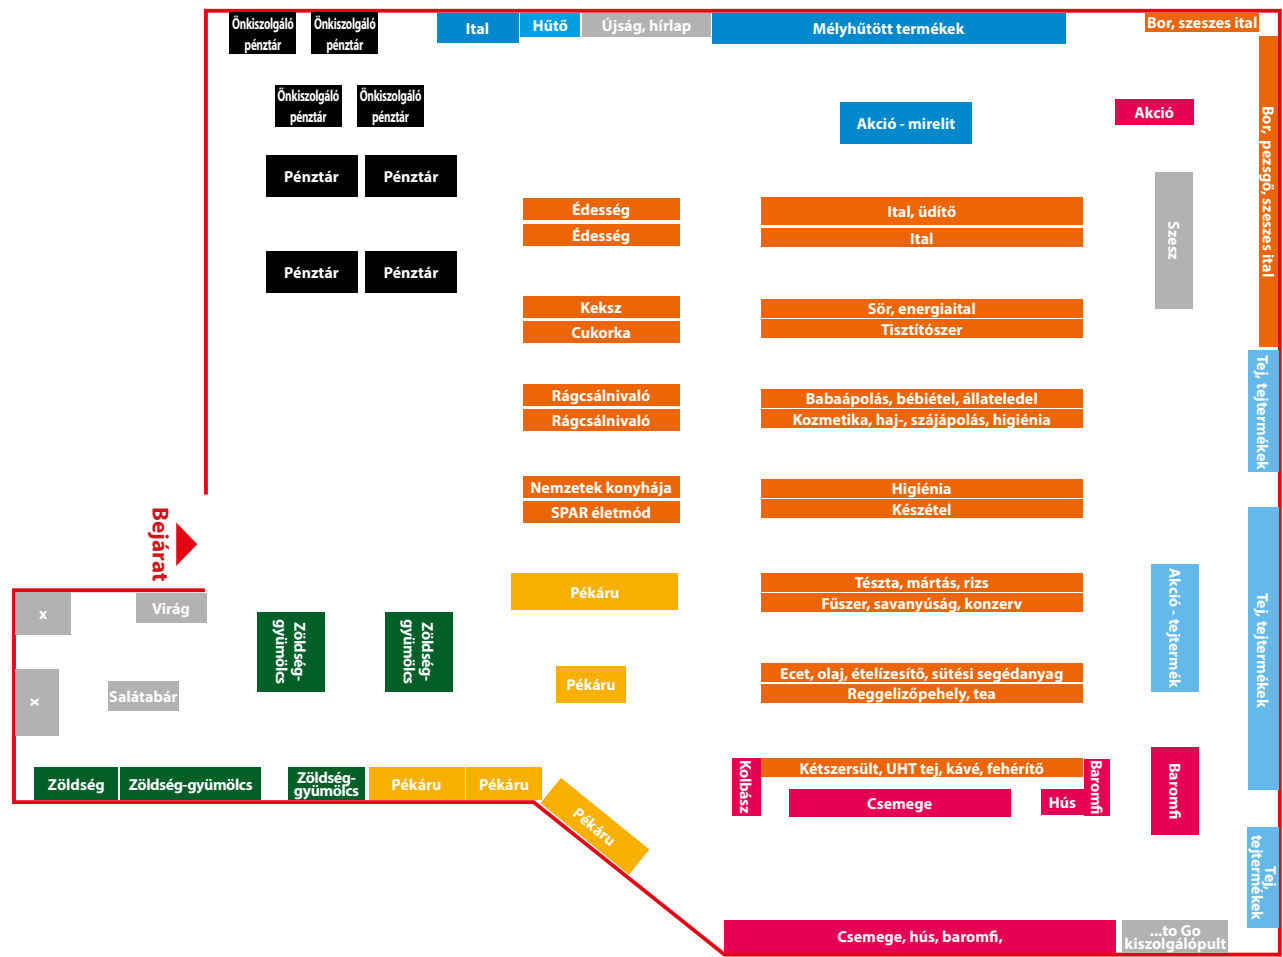 Önkiszolgáló
pénztár
Önkiszolgáló
pénztár
Ital
Hűtő
Újság, hírlap
Mélyhűtött termékek
Bor, szeszes ital
Önkiszolgáló
pénztár
Önkiszolgáló
pénztár
Akció - mirelit
Akció
Bor, pezsgő, szeszes ital
Pénztár
Pénztár
Édesség
Édesség
Ital, üdítő
Ital
Szesz
Pénztár
Pénztár
Keksz
Cukorka
Sör, energiaital
Tisztítószer
Tej, tejtermékek
Rágcsálnivaló
Rágcsálnivaló
Babaápolás, bébiétel, állateledel
Kozmetika, haj-, szájápolás, higiénia
Nemzetek konyhája
SPAR életmód
Higiénia
Készétel
Bejárat
Pékáru
Tészta, mártás, rizs
Fűszer, savanyúság, konzerv
Akció - tejtermék
Tej, tejtermékek
x
Virág
Zöldség-
gyümölcs
Zöldség-
gyümölcs
x
Salátabár
Pékáru
Ecet, olaj, ételízesítő, sütési segédanyag
Reggelizőpehely, tea
Zöldség
Zöldség-gyümölcs
Zöldség-
gyümölcs
Pékáru
Pékáru
Pékáru
Kolbász
Kétszersült, UHT tej, kávé, fehérítő
Csemege
Hús
Baromfi
Baromfi
Tej,
tejtermékek
Csemege, hús, baromfi,
...to Go
kiszolgálópult